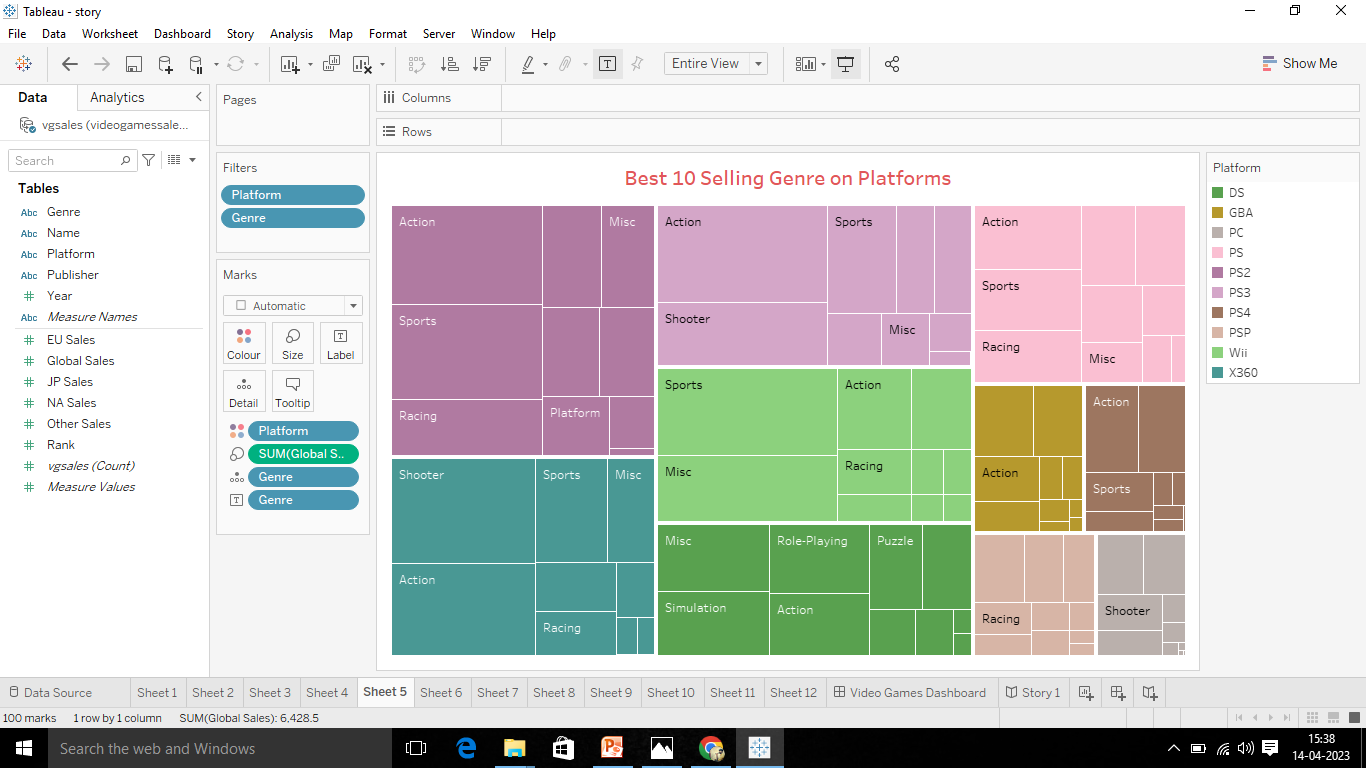 Tableau - story
File Data Worksheet Dashboard Story Analysis Map Format Server Window Help
Entire View
Show Me
Data Analytics
vgsales (videogamessale...
Search
Tables
Abc Genre
Abc Name
Abc Platform
Abc Publisher
# Year
Abc Measure Names
# EU Sales
# Global Sales
# JP Sales
# NA Sales
# Other Sales
# Rank
# vgsales (Count)
# Measure Values
Pages
Filters
Platform
Genre
Marks
Automatic
Colour Size Label
Detail Tooltip
Platform
SUM(Global S..
Genre
Genre
Columns
Rows
Best 10 Selling Genre on Platforms
Action
Misc
Sports
Racing
Platform
Shooter
Sports
Misc
Action
Racing
Action
Sports
Shooter
Misc
Sports
Action
Misc
Racing
Misc
Role-Playing
Puzzle
Simulation
Action
Action
Sports
Racing
Misc
Action
Action
Sports
Racing
Shooter
Platform
DS
GBA
PC
PS
PS2
PS3
PS4
PSP
Wii
X360
Data Source Sheet 1 Sheet 2 Sheet 3 Sheet 4 Sheet 5 Sheet 6 Sheet 7 Sheet 8 Sheet 9 Sheet 10 Sheet 11 Sheet 12 Video Games Dashboard Story 1
100 marks 1 row by 1 column SUM(Global Sales): 6,428.5
Search the web and Windows
15:38
14-04-2023